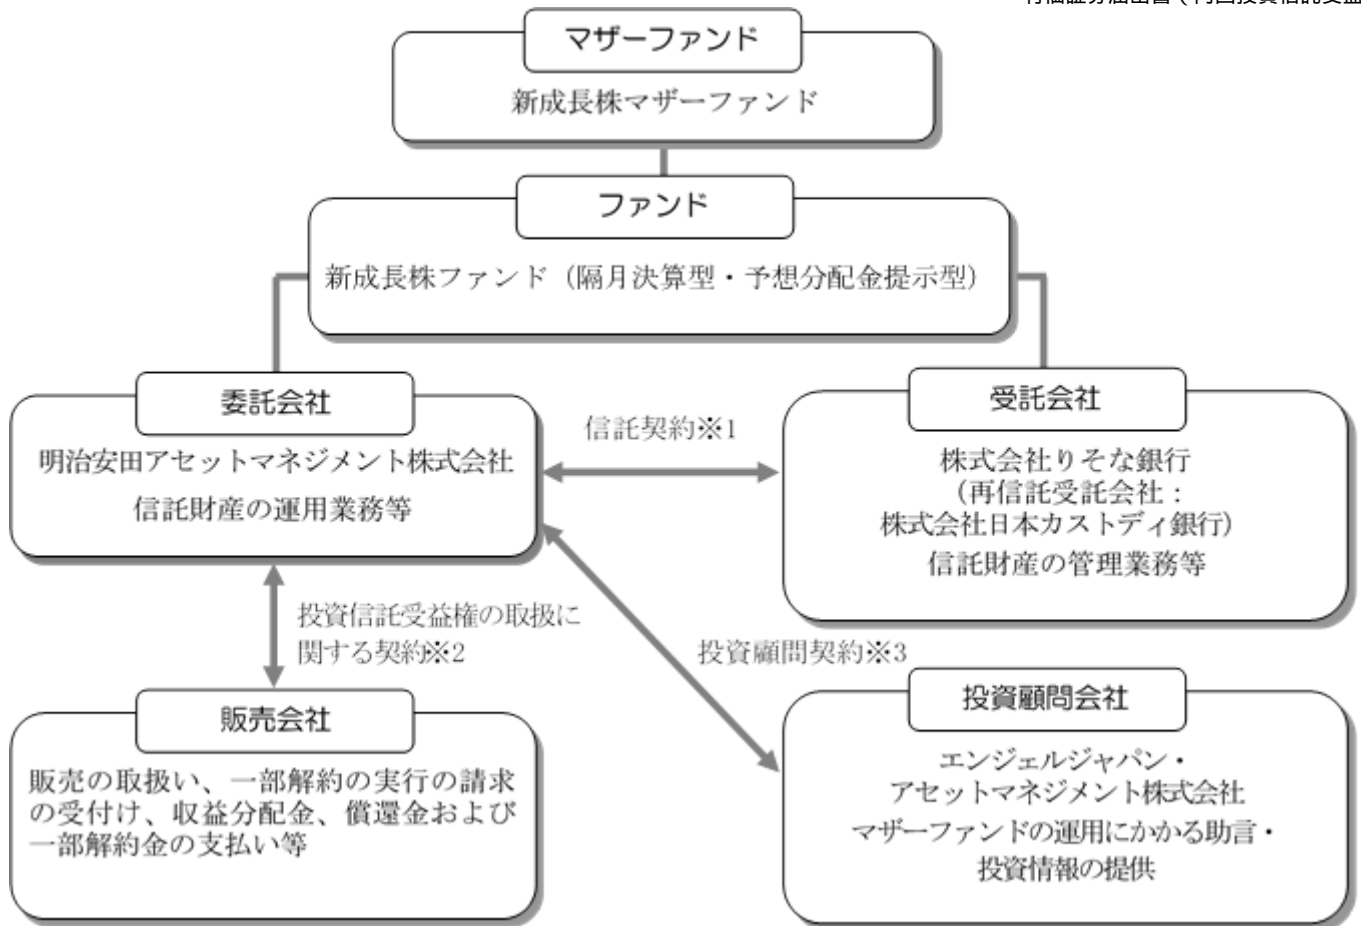 マザーファンド
新成長株マザーファンド
ファンド
新成長株ファンド（隔月決算型・予想分配金提示型）
委託会社
明治安田アセットマネジメント株式会社
信託財産の運用業務等
信託契約※1
受託会社
株式会社りそな銀行
（再信託受託会社：
株式会社日本カストディ銀行）
信託財産の管理業務等
投資信託受益権の取扱に
関する契約※2
投資顧問契約※3
販売会社
販売の取扱い、一部解約の実行の請求
の受付け、収益分配金、償還金および
一部解約金の支払い等
投資顧問会社
エンジェルジャパン・
アセットマネジメント株式会社
マザーファンドの運用にかかる助言・
投資情報の提供